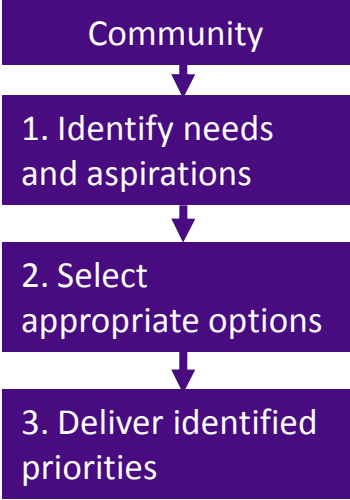 Community
1. Identify needs
and aspirations
2. Select
appropriate options
3. Deliver identified
priorities